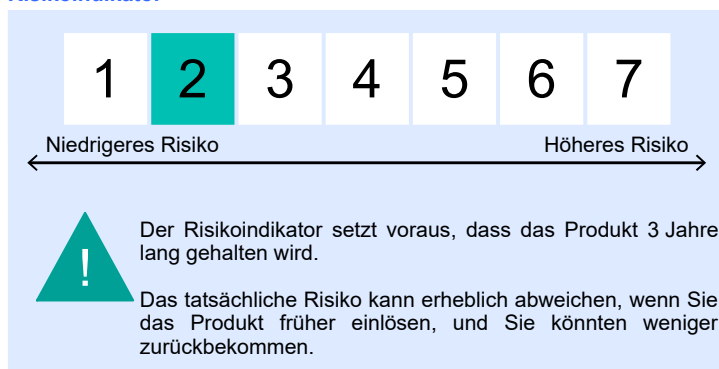 Risikoindikator
1 2 3 4 5 6 7
Niedrigeres Risiko Höheres Risiko
!
Der Risikoindikator setzt voraus, dass das Produkt 3 Jahre
lang gehalten wird.
Das tatsächliche Risiko kann erheblich abweichen, wenn Sie
das Produkt früher einlösen, und Sie könnten weniger
zurückbekommen.